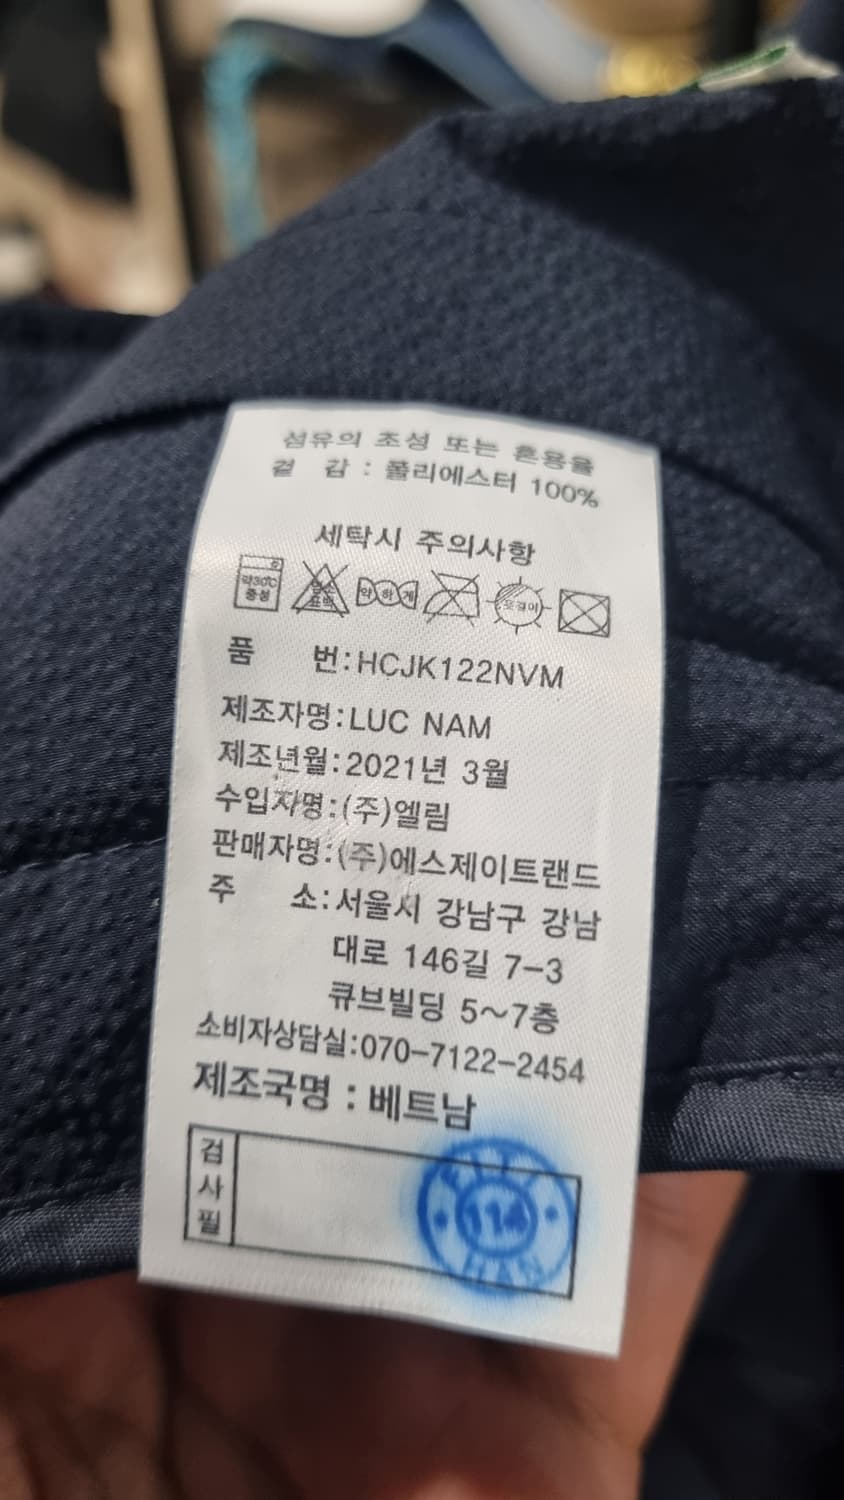 섬유의 조성 또는 혼용율
겉 감 : 폴리에스터 100%
세탁시 주의사항
약30℃ 중성 염소 표백 약하게 옷걸이
품 번:HCJK122NVM
제조자명:LUC NAM
제조년월:2021년 3월
수입자명:(주)엘림
판매자명:(주)에스제이트랜드
주 소:서울시 강남구 강남
대로 146길 7-3
큐브빌딩 5~7층
소비자상담실:070-7122-2454
제조국명 : 베트남
검사필
114
HAN